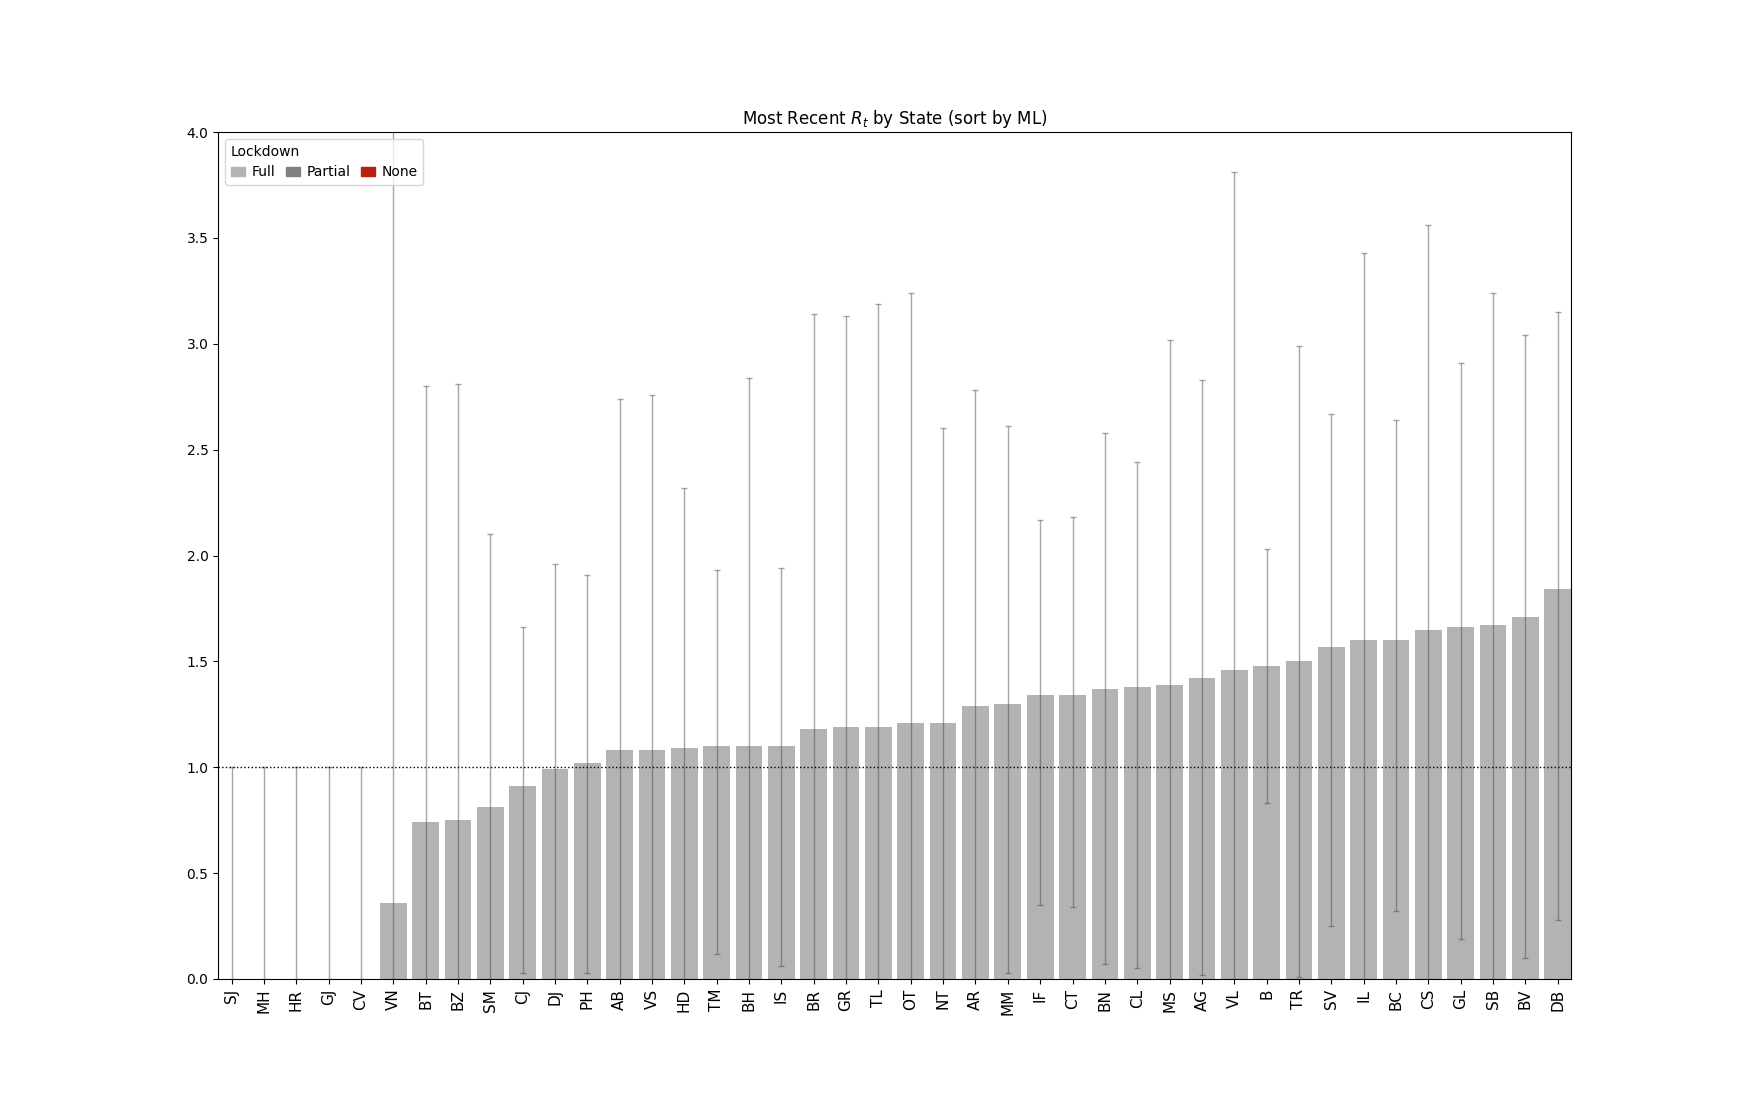 Most Recent R_t by State (sort by ML)
4.0
Lockdown
Full Partial None
3.5
3.0
2.5
2.0
1.5
1.0
0.5
0.0
SJ MH HR GJ CV VN BT BZ SM CJ DJ PH AB VS HD TM BH IS BR GR TL OT NT AR MM IF CT BN CL MS AG VL B TR SV IL BC CS GL SB BV DB